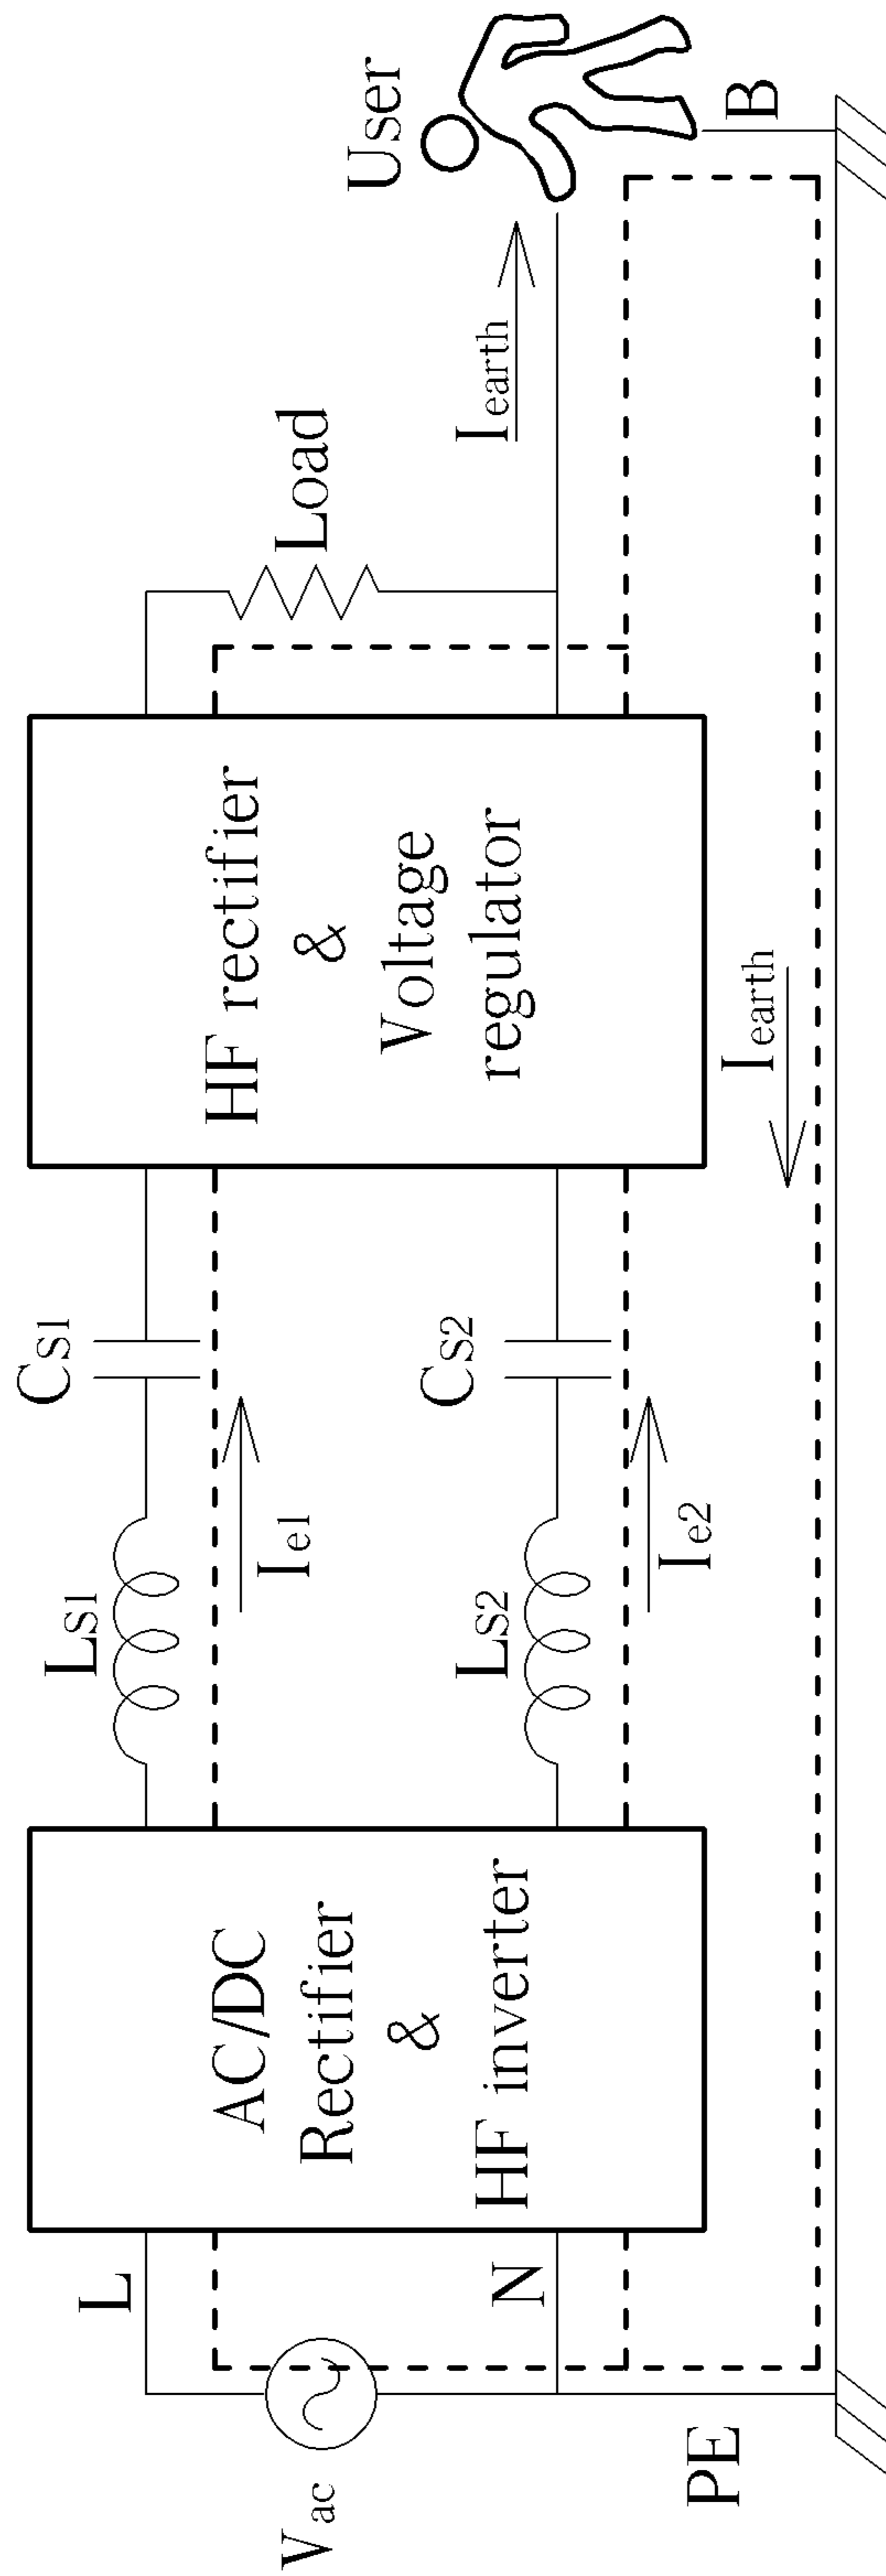 Vac
L
N
PE
AC/DC
Rectifier
&
HF inverter
LS1
CS1
Ie1
LS2
CS2
Ie2
HF rectifier
&
Voltage
regulator
Load
Iearth
Iearth
User
B